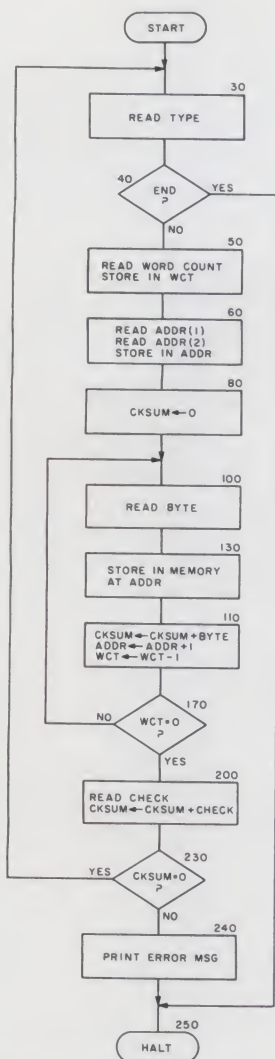 START
30
READ TYPE
40
END
?
YES
NO
50
READ WORD COUNT
STORE IN WCT
60
READ ADDR(1)
READ ADDR(2)
STORE IN ADDR
80
CKSUM←0
100
READ BYTE
130
STORE IN MEMORY
AT ADDR
110
CKSUM←CKSUM+BYTE
ADDR←ADDR+1
WCT←WCT-1
170
NO
WCT=0
?
YES
200
READ CHECK
CKSUM←CKSUM+CHECK
230
YES
CKSUM=0
?
NO
240
PRINT ERROR MSG
250
HALT